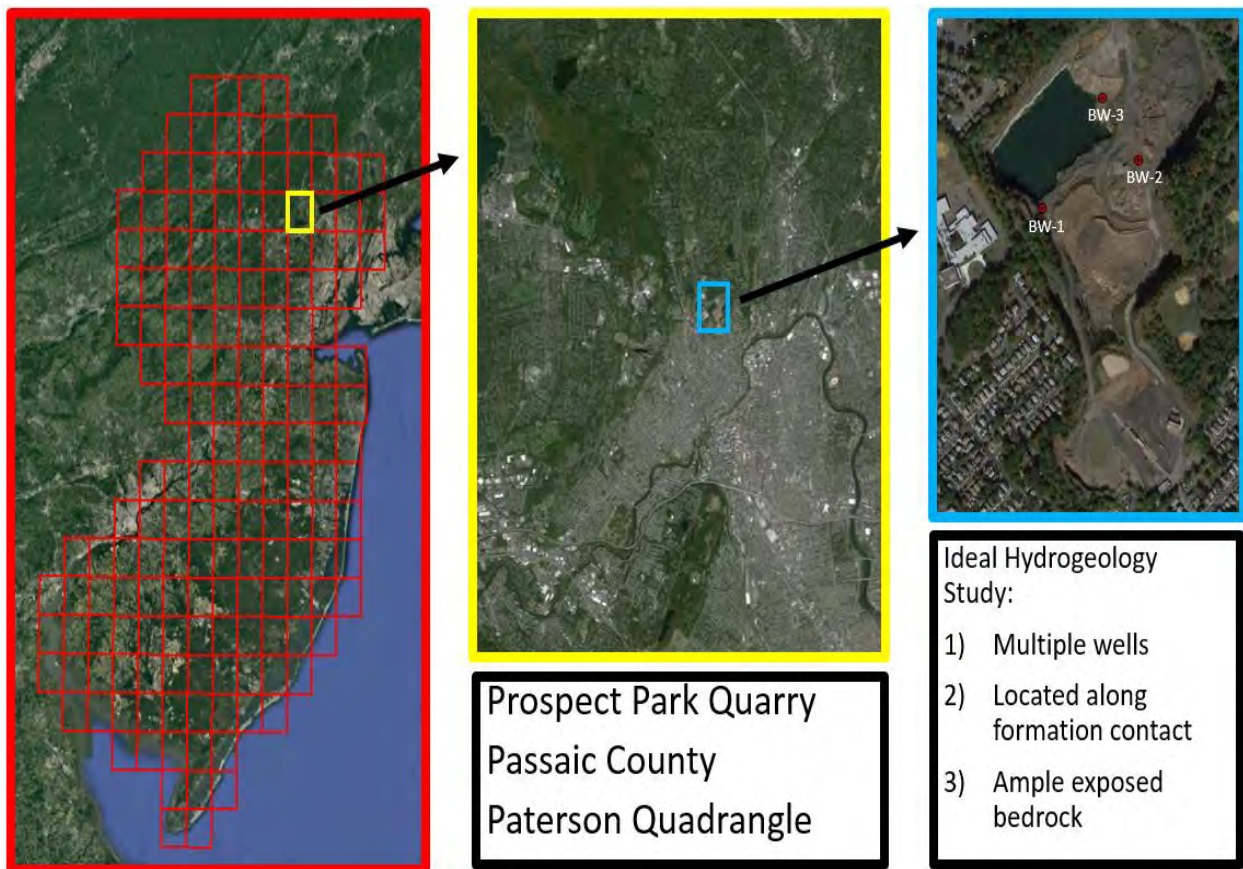 BW-3
BW-2
BW-1
Prospect Park Quarry
Passaic County
Paterson Quadrangle
Ideal Hydrogeology
Study:
1) Multiple wells
2) Located along
formation contact
3) Ample exposed
bedrock